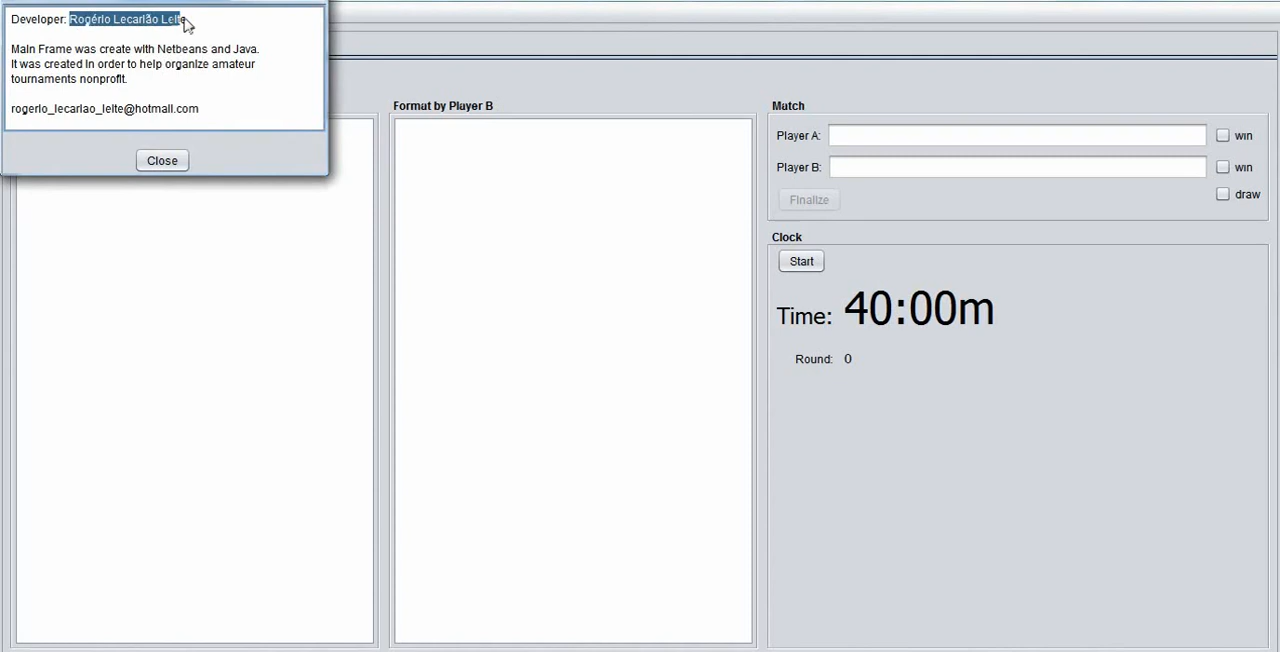 Developer: Rogério Lecarlão Leite
Main Frame was create with Netbeans and Java.
It was created in order to help organize amateur
tournaments nonprofit.
rogerio_lecarlao_leite@hotmail.com
Close
Format by Player B
Match
Player A:
win
Player B:
win
draw
Finalize
Clock
Start
Time: 40:00m
Round: 0